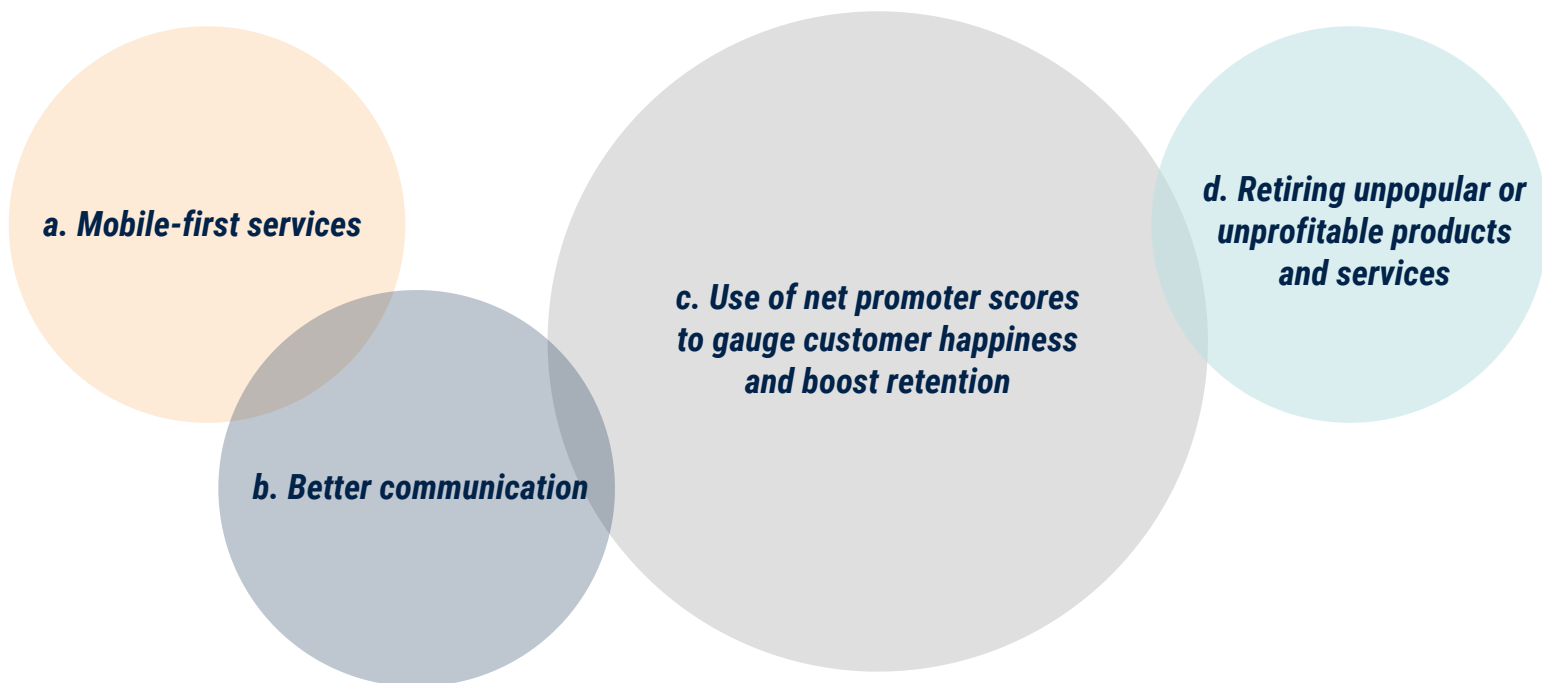 a. Mobile-first services
b. Better communication
c. Use of net promoter scores
to gauge customer happiness
and boost retention
d. Retiring unpopular or
unprofitable products
and services